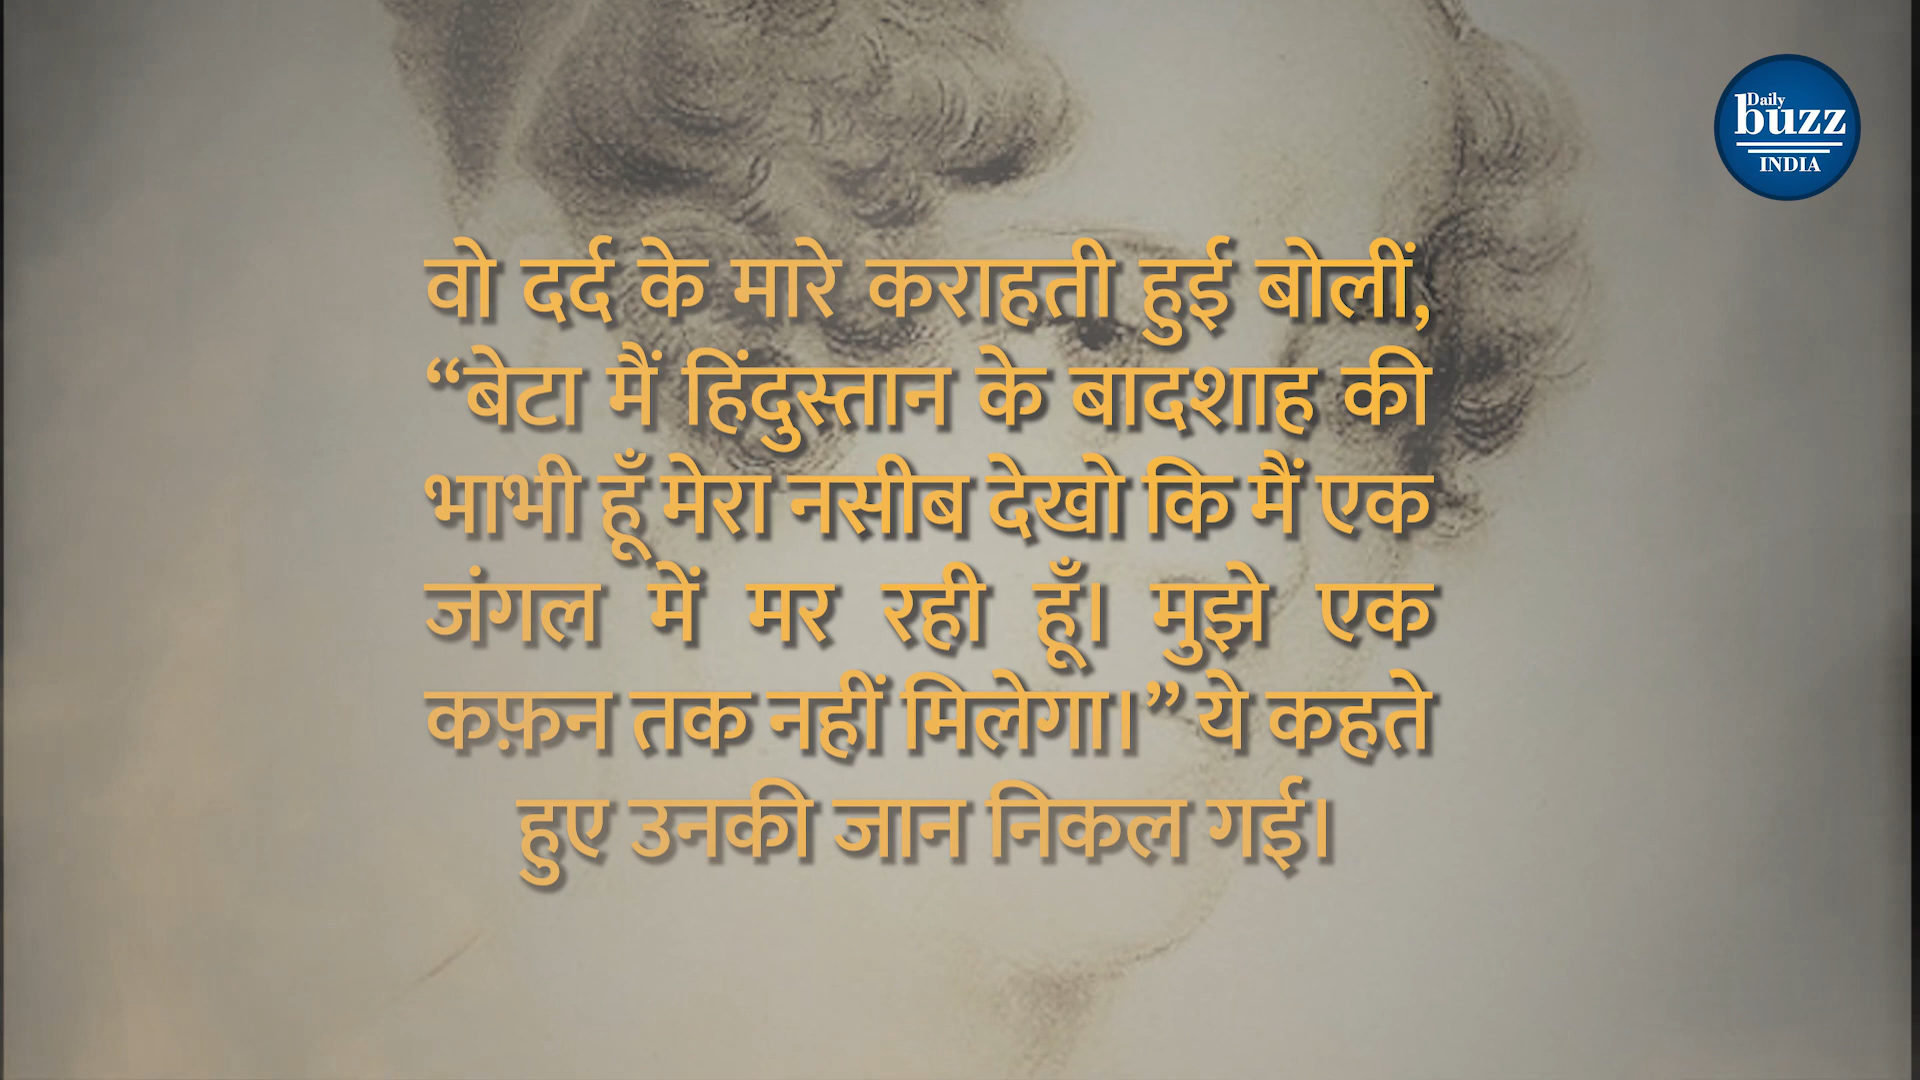 Daily
buzz
INDIA
वो दर्द के मारे कराहती हुई बोलीं,
“बेटा मैं हिंदुस्तान के बादशाह की
भाभी हूँ मेरा नसीब देखो कि मैं एक
जंगल में मर रही हूँ। मुझे एक
कफ़न तक नहीं मिलेगा।” ये कहते
हुए उनकी जान निकल गई।